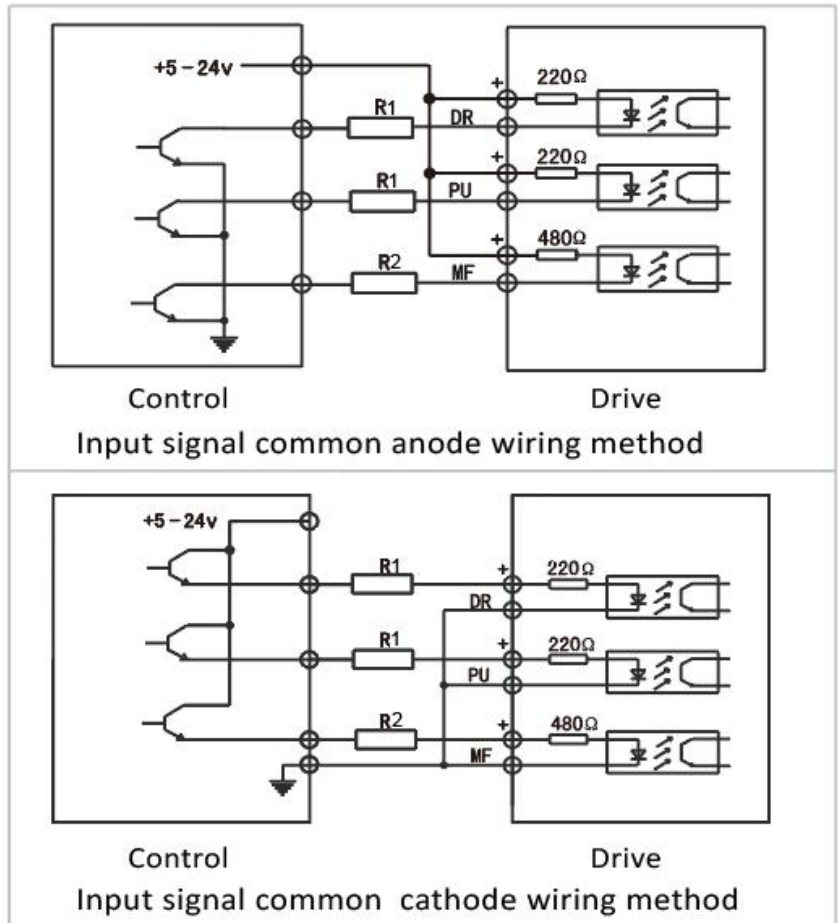 +5-24v
+
220Ω
R1
DR
+
220Ω
R1
PU
+
480Ω
R2
MF
Control
Drive
Input signal common anode wiring method
+5-24v
R1
+
220Ω
DR
R1
+
220Ω
PU
R2
+
480Ω
MF
Control
Drive
Input signal common cathode wiring method